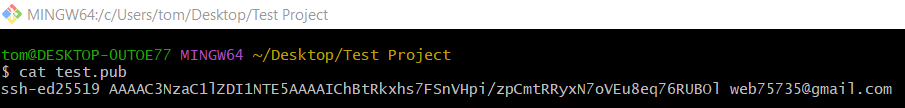 MINGW64:/c/Users/tom/Desktop/Test Project
tom@DESKTOP-OUTOE77 MINGW64 ~/Desktop/Test Project
$ cat test.pub
ssh-ed25519 AAAAC3NzaC1lZDI1NTE5AAAAIChBtRkxhs7FSnVHpi/zpCmtRRyxN7oVEu8eq76RUBOl web75735@gmail.com